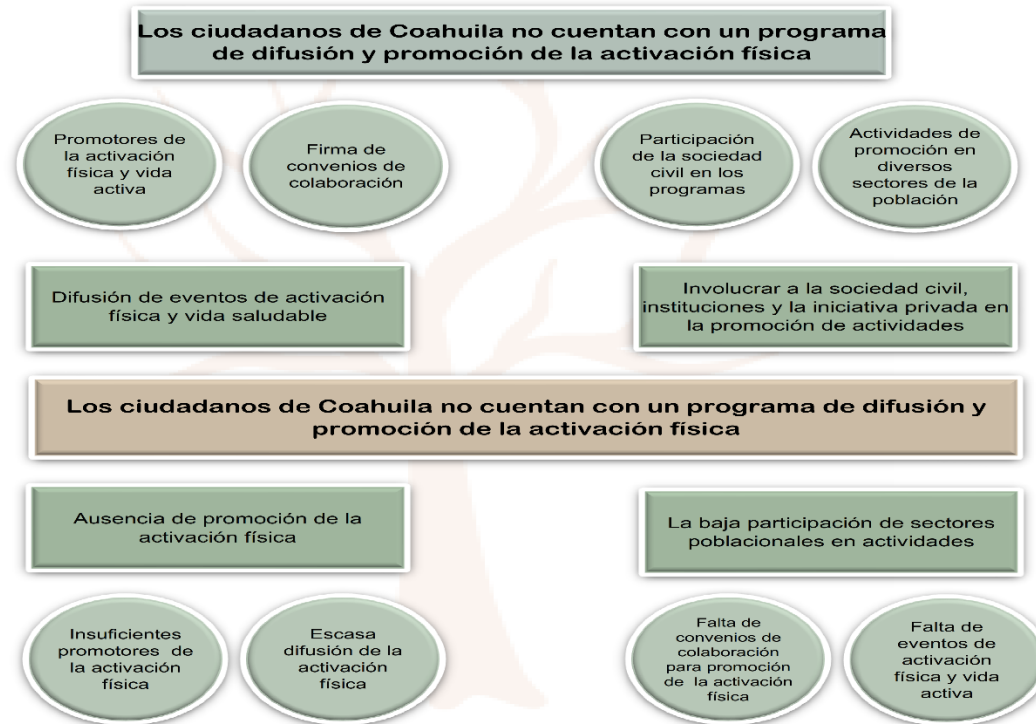 Los ciudadanos de Coahuila no cuentan con un programa
de difusión y promoción de la activación física
Promotores de
la activación
física y vida
activa
Firma de
convenios de
colaboración
Participación
de la sociedad
civil en los
programas
Actividades de
promoción en
diversos
sectores de la
población
Difusión de eventos de activación
física y vida saludable
Involucrar a la sociedad civil,
instituciones y la iniciativa privada en
la promoción de actividades
Los ciudadanos de Coahuila no cuentan con un programa de difusión y
promoción de la activación física
Ausencia de promoción de la
activación física
La baja participación de sectores
poblacionales en actividades
Insuficientes
promotores de
la activación
física
Escasa
difusión de la
activación
física
Falta de
convenios de
colaboración
para promoción
de la activación
física
Falta de
eventos de
activación
física y vida
activa